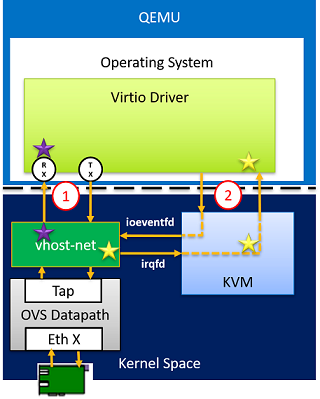 QEMU
Operating System
Virtio Driver
R
X
T
X
1
2
ioeventfd
vhost-net
irqfd
KVM
Tap
OVS Datapath
Eth X
Kernel Space